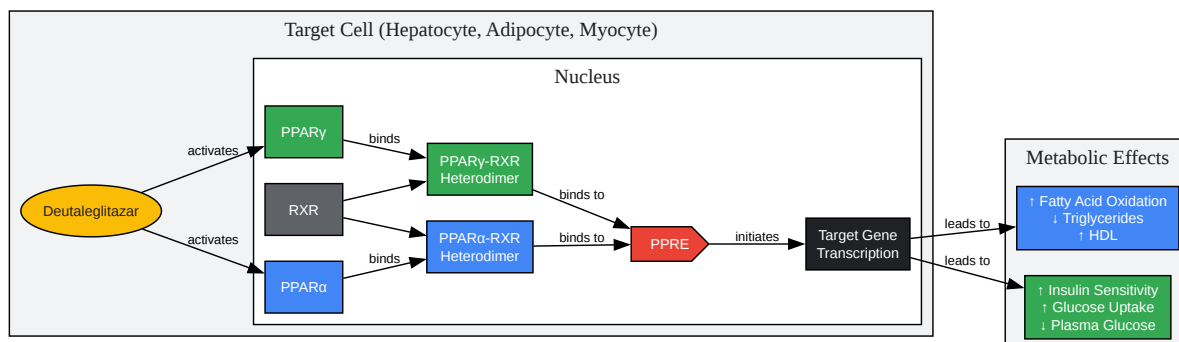 Target Cell (Hepatocyte, Adipocyte, Myocyte)
Nucleus
Deutaleglitazar
activates
activates
PPARγ
RXR
PPARα
binds
binds
PPARγ-RXR
Heterodimer
PPARα-RXR
Heterodimer
binds to
binds to
PPRE
initiates
Target Gene
Transcription
leads to
leads to
Metabolic Effects
↑ Fatty Acid Oxidation
↓ Triglycerides
↑ HDL
↑ Insulin Sensitivity
↑ Glucose Uptake
↓ Plasma Glucose